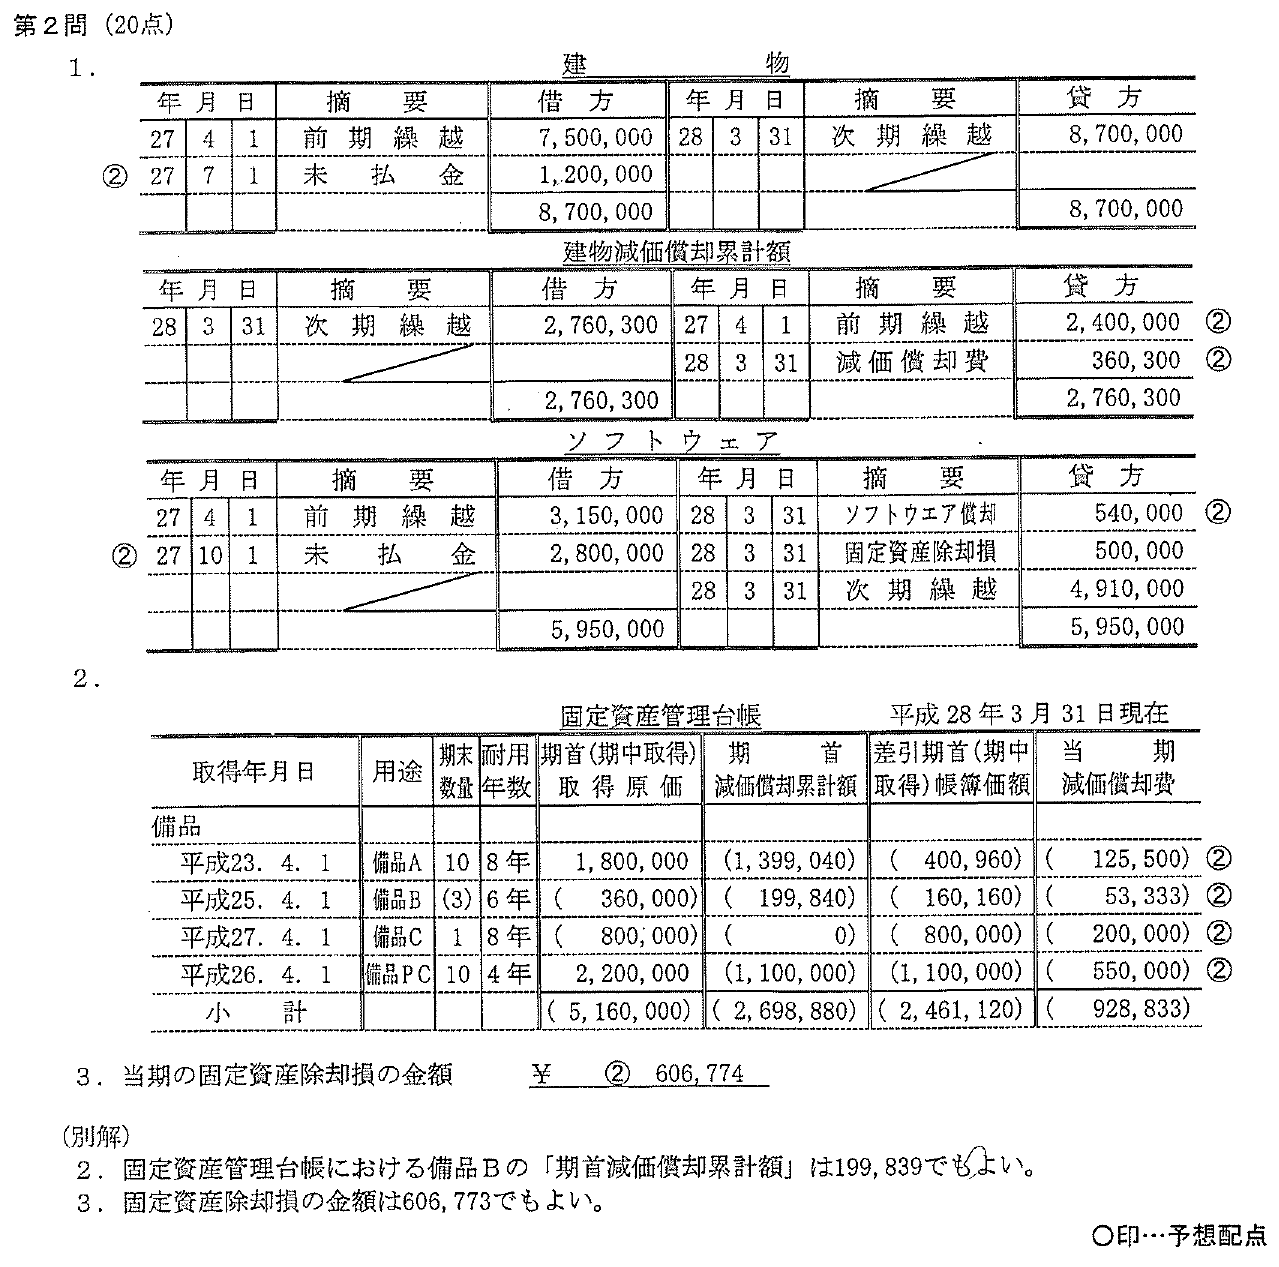 第2問 (20点)
1.
建 物
年 月 日 摘 要 借 方 年 月 日 摘 要 貸 方
27 4 1 前 期 繰 越 7,500,000 28 3 31 次 期 繰 越 8,700,000
② 27 7 1 未 払 金 1,200,000
8,700,000 8,700,000
建物減価償却累計額
年 月 日 摘 要 借 方 年 月 日 摘 要 貸 方
28 3 31 次 期 繰 越 2,760,300 27 4 1 前 期 繰 越 2,400,000 ②
28 3 31 減価償却費 360,300 ②
2,760,300 2,760,300
ソ フ ト ウ ェ ア
年 月 日 摘 要 借 方 年 月 日 摘 要 貸 方
27 4 1 前 期 繰 越 3,150,000 28 3 31 ソフトウエア償却 540,000 ②
② 27 10 1 未 払 金 2,800,000 28 3 31 固定資産除却損 500,000
28 3 31 次 期 繰 越 4,910,000
5,950,000 5,950,000
2.
固定資産管理台帳 平成28年3月31日現在
取得年月日 用途 期末数量 耐用年数 期首(期中取得)取得原価 期首減価償却累計額 差引期首(期中取得)帳簿価額 当期減価償却費
備品
平成23.4.1 備品A 10 8年 1,800,000 (1,399,040) ( 400,960) ( 125,500) ②
平成25.4.1 備品B (3) 6年 ( 360,000) ( 199,840) ( 160,160) ( 53,333) ②
平成27.4.1 備品C 1 8年 ( 800,000) ( 0) ( 800,000) ( 200,000) ②
平成26.4.1 備品PC 10 4年 2,200,000 (1,100,000) (1,100,000) ( 550,000) ②
小 計 ( 5,160,000) ( 2,698,880) ( 2,461,120) ( 928,833)
3.当期の固定資産除却損の金額 ¥ ② 606,774
(別解)
2.固定資産管理台帳における備品Bの「期首減価償却累計額」は199,839でもよい。
3.固定資産除却損の金額は606,773でもよい。
○印…予想配点